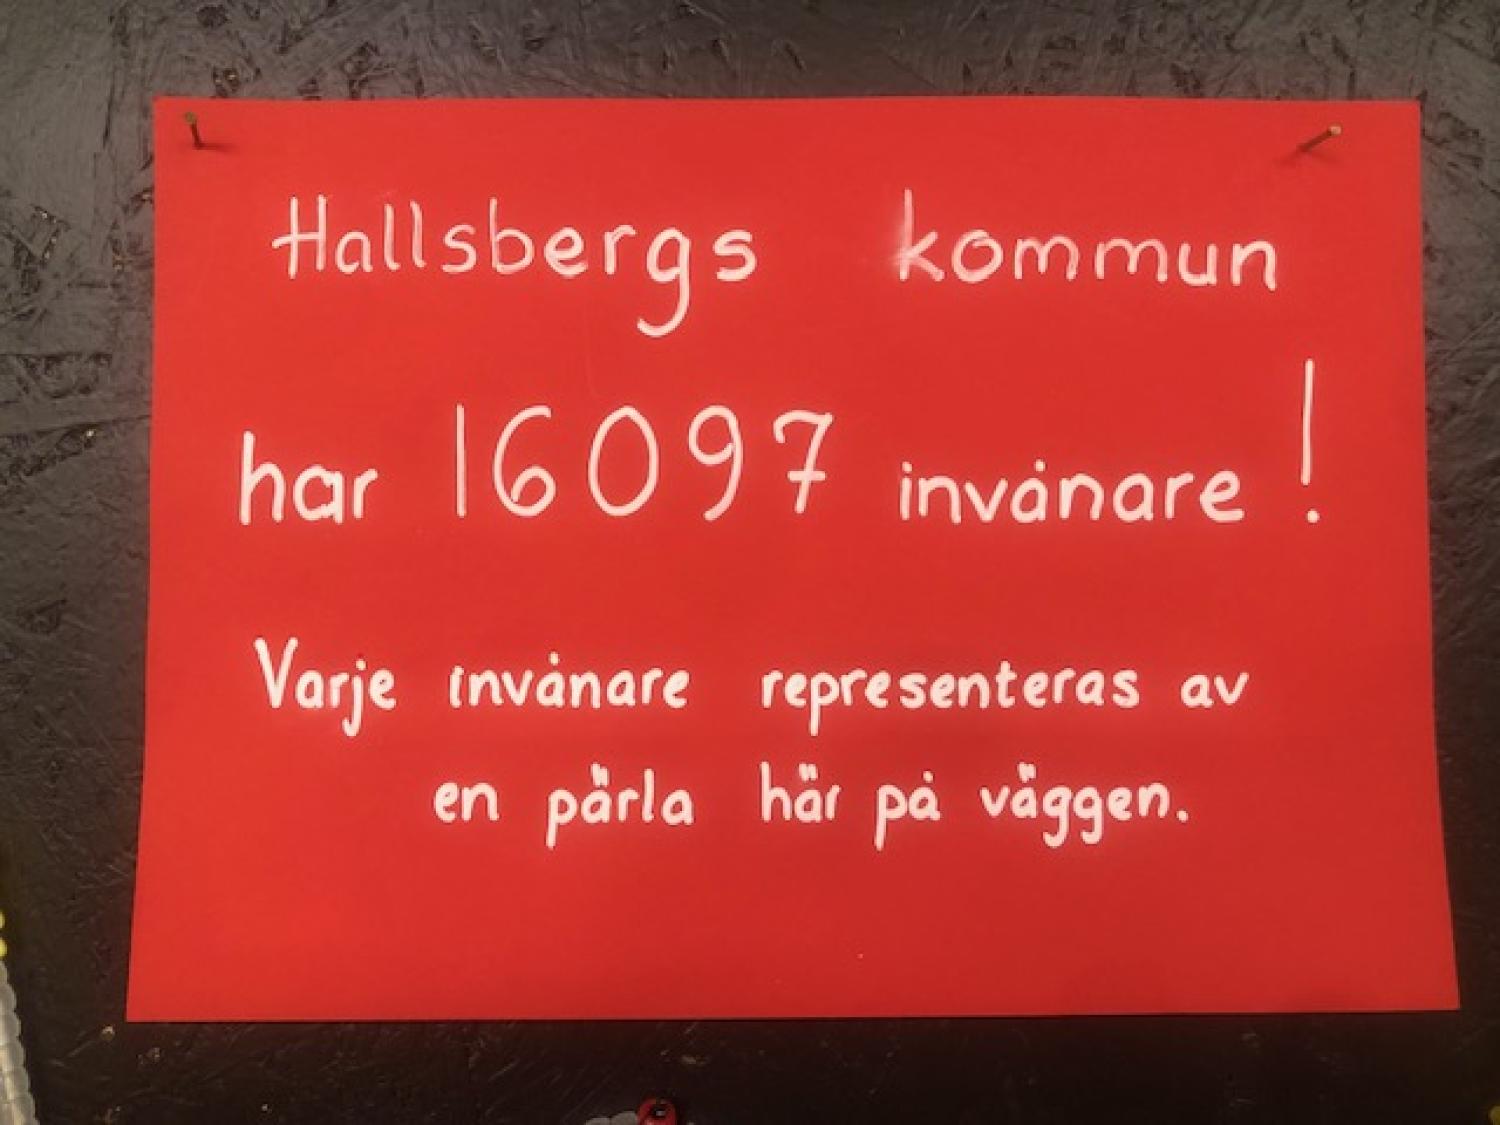 Hallsbergs kommun
har 16097 invånare!
Varje invånare representeras av
en pärla här på väggen.